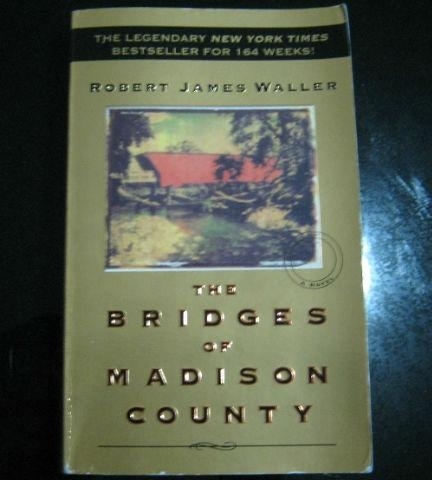 THE LEGENDARY NEW YORK TIMES
BESTSELLER FOR 164 WEEKS!
ROBERT JAMES WALLER
A NOVEL
THE
BRIDGES
OF
MADISON
COUNTY